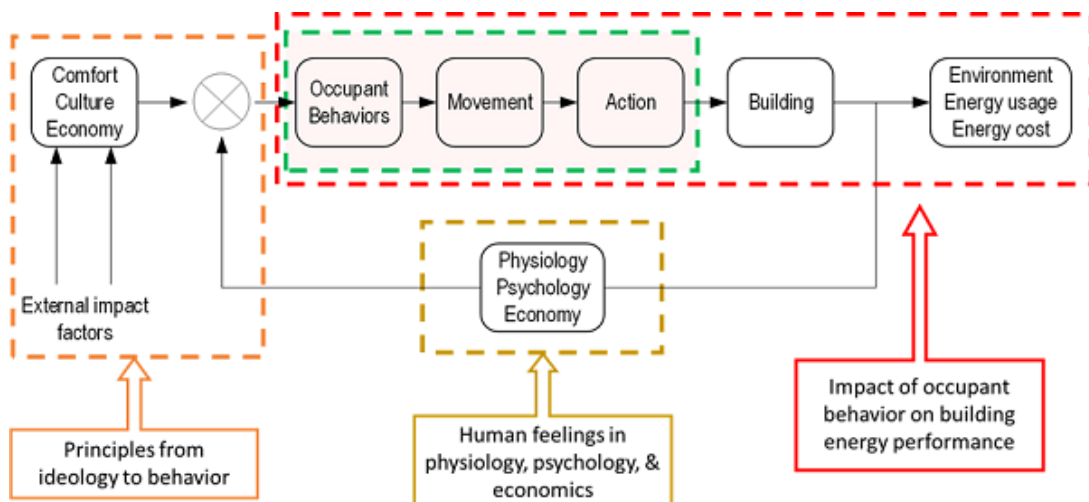 Comfort
Culture
Economy
Occupant
Behaviors
Movement
Action
Building
Environment
Energy usage
Energy cost
External impact
factors
Physiology
Psychology
Economy
Principles from
ideology to behavior
Human feelings in
physiology, psychology, &
economics
Impact of occupant
behavior on building
energy performance